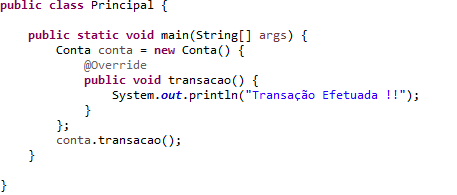 public class Principal {
public static void main(String[] args) {
Conta conta = new Conta() {
@Override
public void transacao() {
System.out.println("Transação Efetuada !!");
}
};
conta.transacao();
}
}